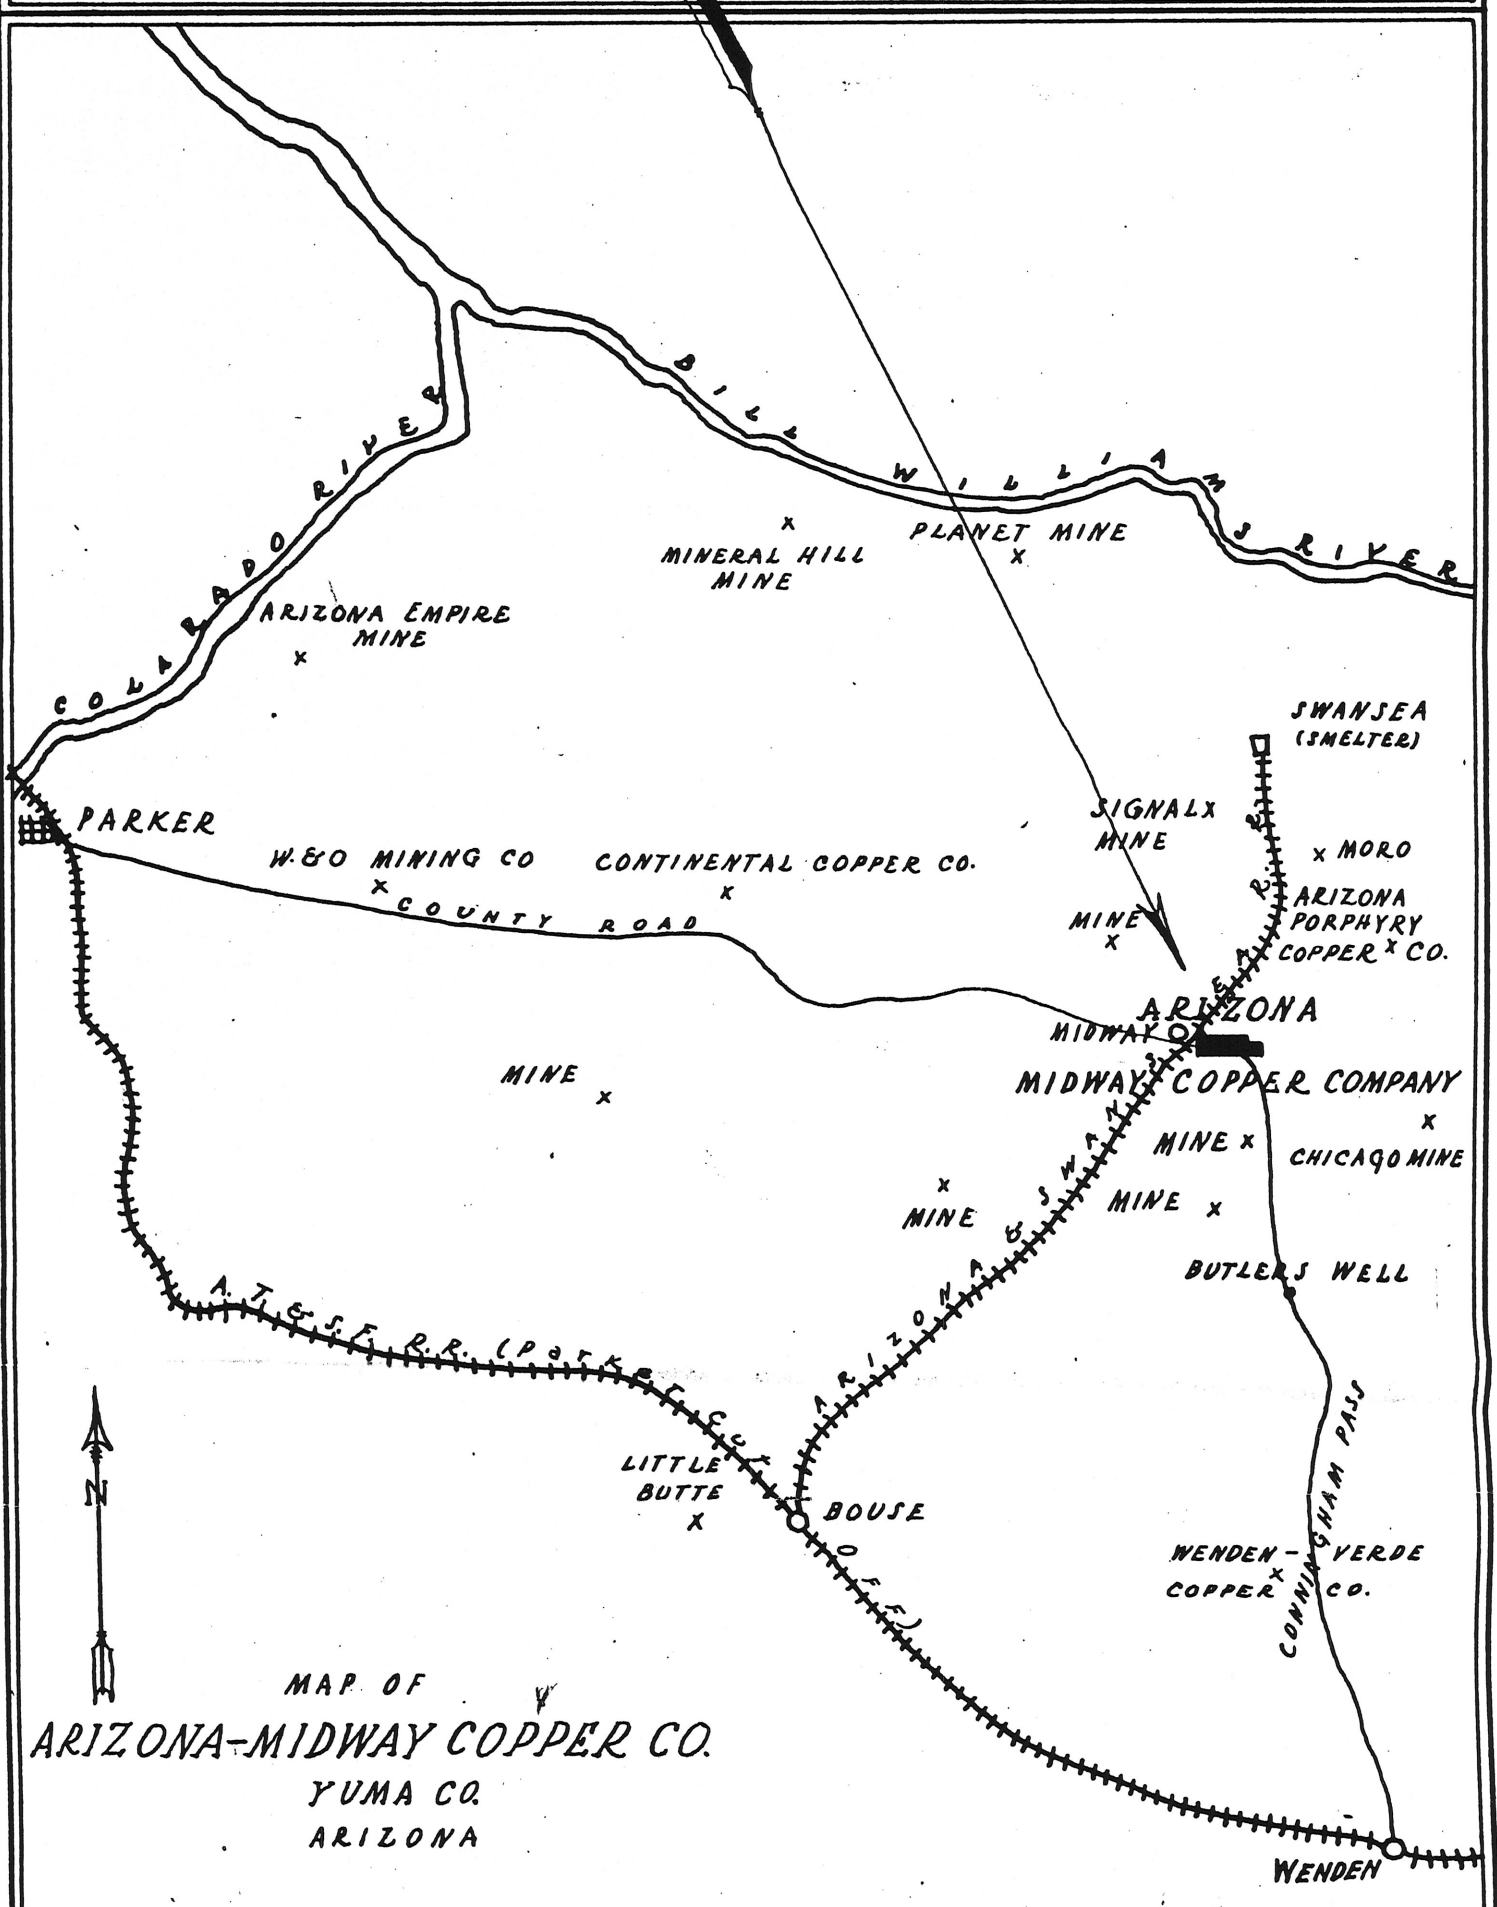 BILL WILLIAMS RIVER
COLARRADO RIVER
MINERAL HILL
MINE
PLANET MINE
ARIZONA EMPIRE
MINE
SWANSEA
(SMELTER)
PARKER
SIGNAL
MINE
MORO
W. & O MINING CO
CONTINENTAL COPPER CO.
COUNTY ROAD
MINE
ARIZONA
PORPHYRY
COPPER CO.
ARIZONA
MIDWAY
MIDWAY COPPER COMPANY
MINE
MINE
CHICAGO MINE
MINE
MINE
ARIZONA & SWANSEA R. R.
BUTLERS WELL
A. T. & S. F. R. R. (Parker CUT OFF)
LITTLE
BUTTE
BOUSE
N
CONNINGHAM PASS
WENDEN - VERDE
COPPER CO.
MAP OF
ARIZONA-MIDWAY COPPER CO.
YUMA CO.
ARIZONA
WENDEN